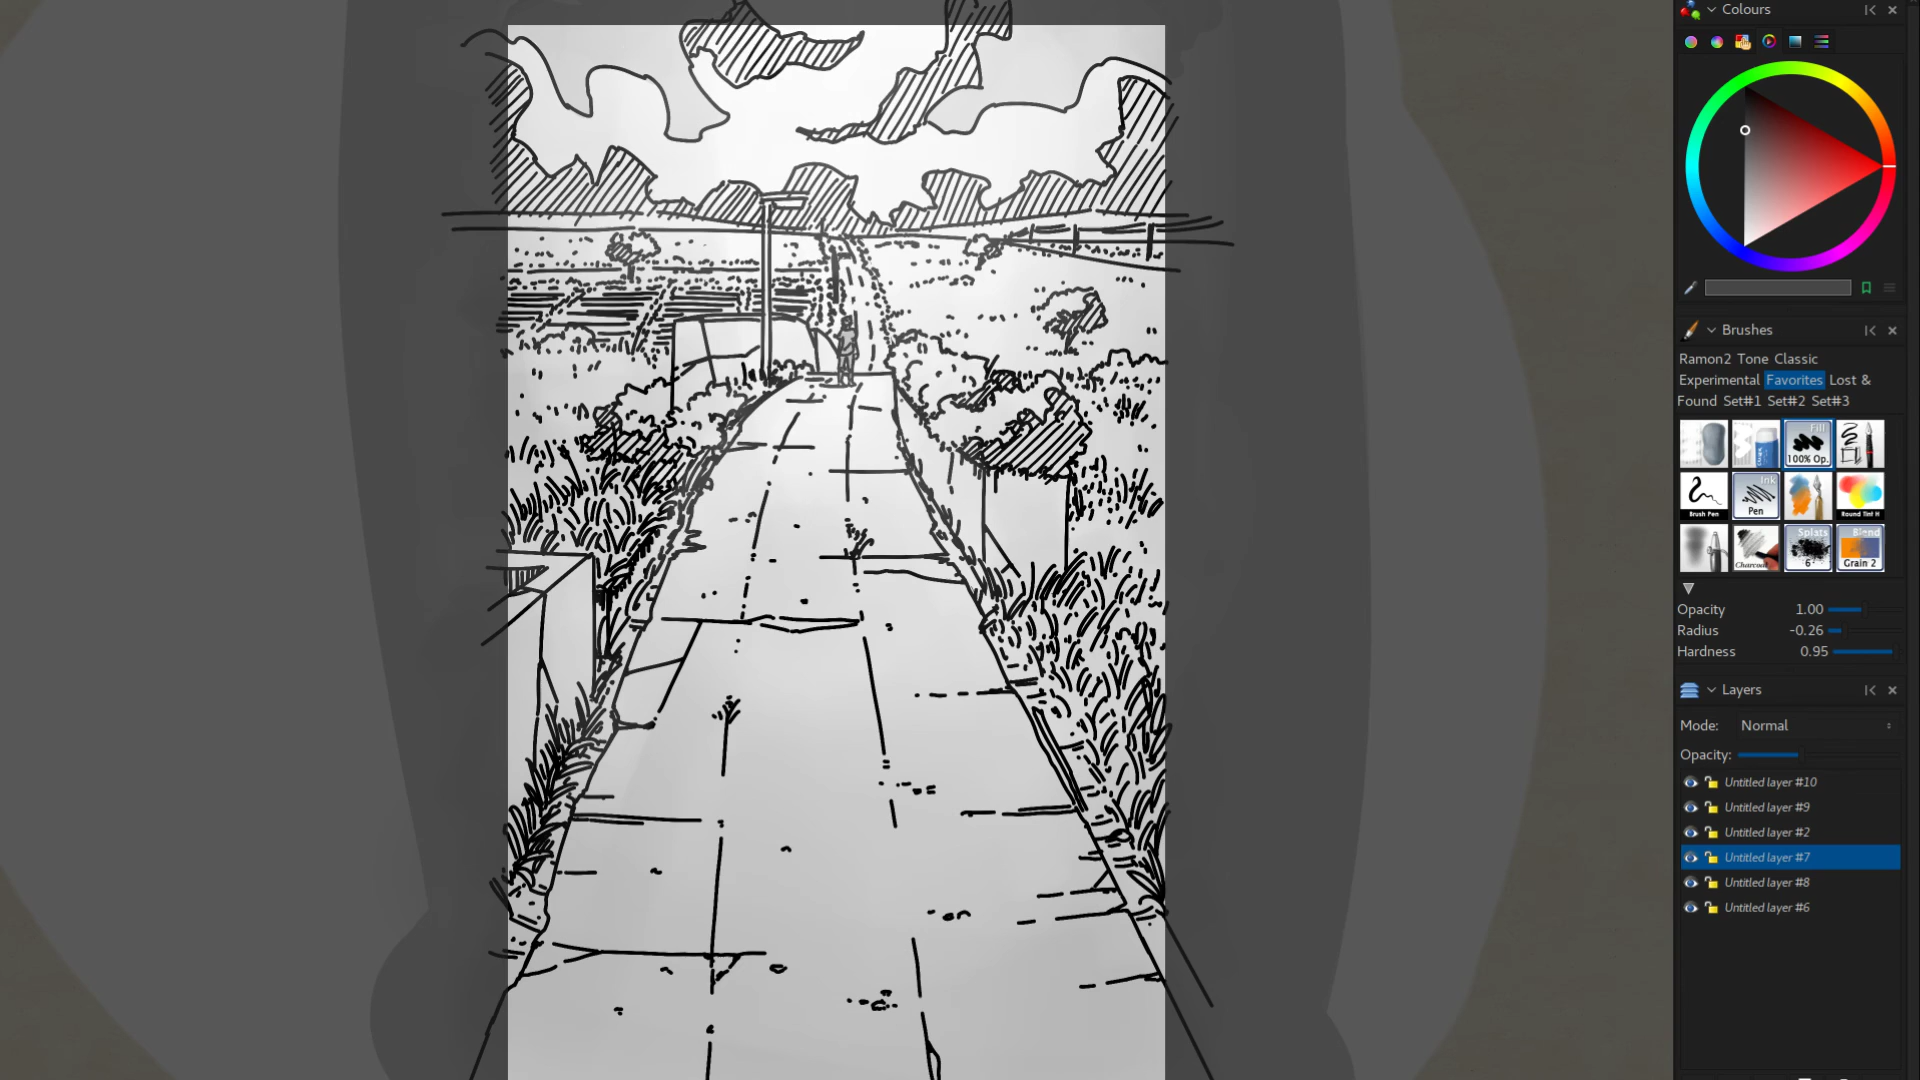 Colours
Brushes
Ramon2 Tone Classic
Experimental Favorites Lost &
Found Set#1 Set#2 Set#3
Fill
100% Op.
Brush Pen
Ink
Pen
Round Tint H
Charcoal
Splats
6
Blend
Grain 2
Opacity 1.00
Radius -0.26
Hardness 0.95
Layers
Mode: Normal
Opacity:
Untitled layer #10
Untitled layer #9
Untitled layer #2
Untitled layer #7
Untitled layer #8
Untitled layer #6